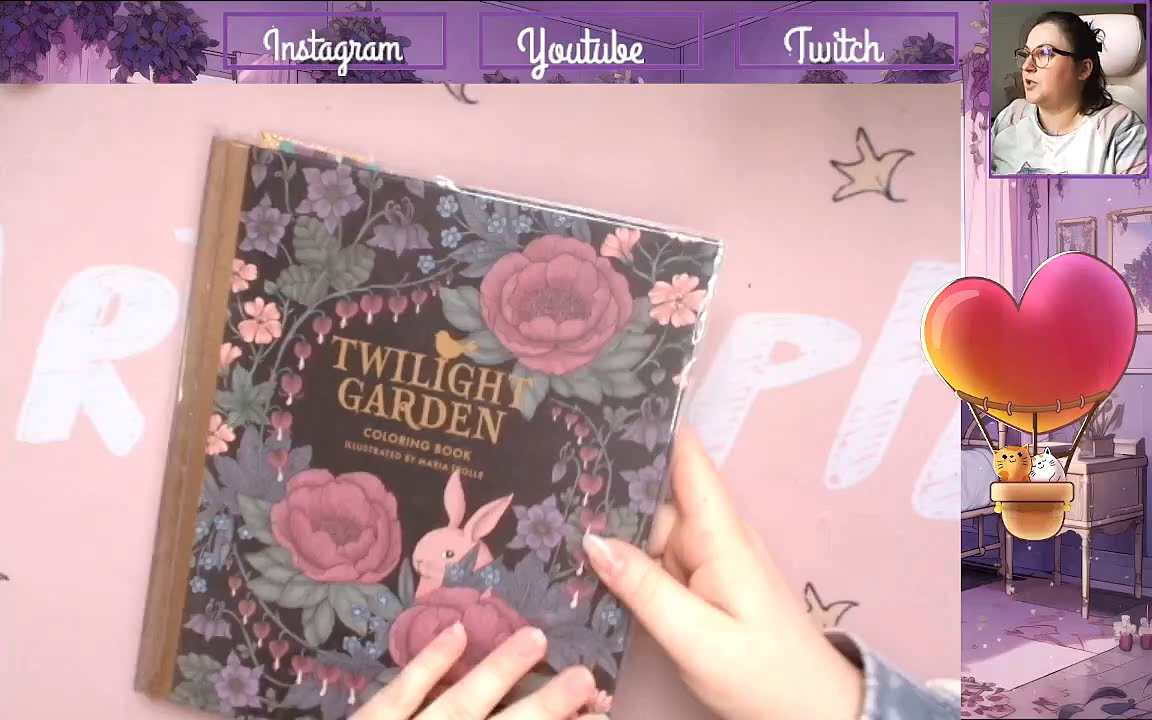 Instagram
Youtube
Twitch
TWILIGHT
GARDEN
COLORING BOOK
ILLUSTRATED BY MARIA TROLLE